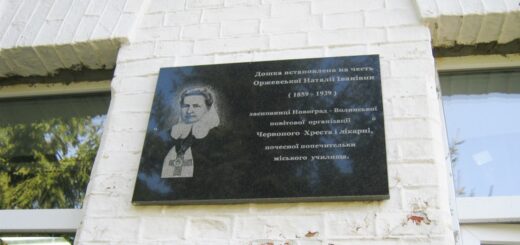 Дошка встановлена на честь
Оржевської Наталії Іванівни
( 1859 - 1939 )
засновниці Новоград - Волинської
повітової організації
Червоного Хреста і лікарні,
почесної попечительки
міського училища.